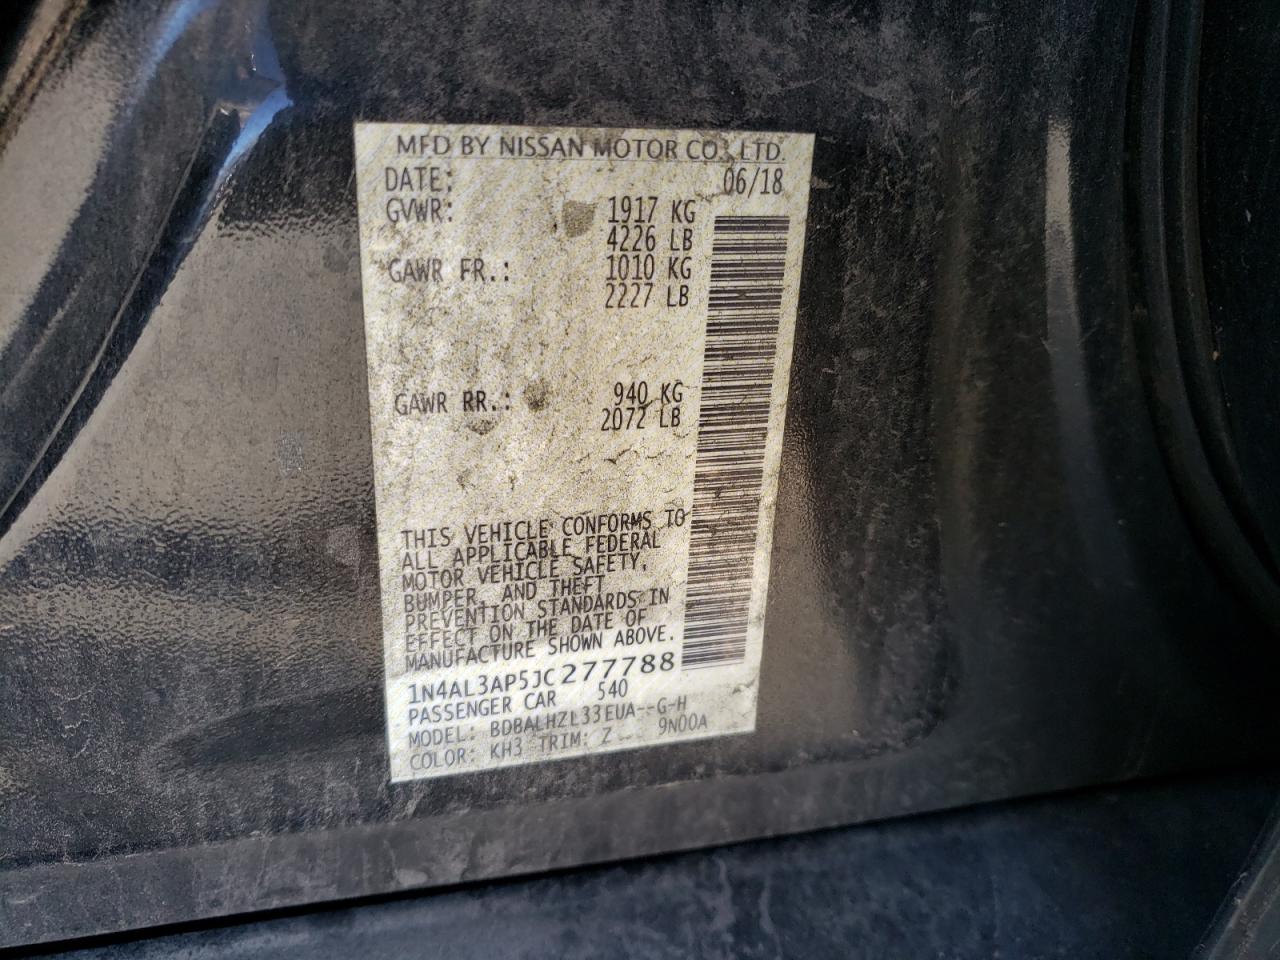 MFD BY NISSAN MOTOR CO., LTD.
DATE: 06/18
GVWR: 1917 KG
4226 LB
GAWR FR.: 1010 KG
2227 LB
GAWR RR.: 940 KG
2072 LB
THIS VEHICLE CONFORMS TO
ALL APPLICABLE FEDERAL
MOTOR VEHICLE SAFETY,
BUMPER, AND THEFT
PREVENTION STANDARDS IN
EFFECT ON THE DATE OF
MANUFACTURE SHOWN ABOVE.
1N4AL3AP5JC277788
PASSENGER CAR 540
MODEL: BDBALHZL33EUA--G-H
COLOR: KH3 TRIM: Z 9N00A